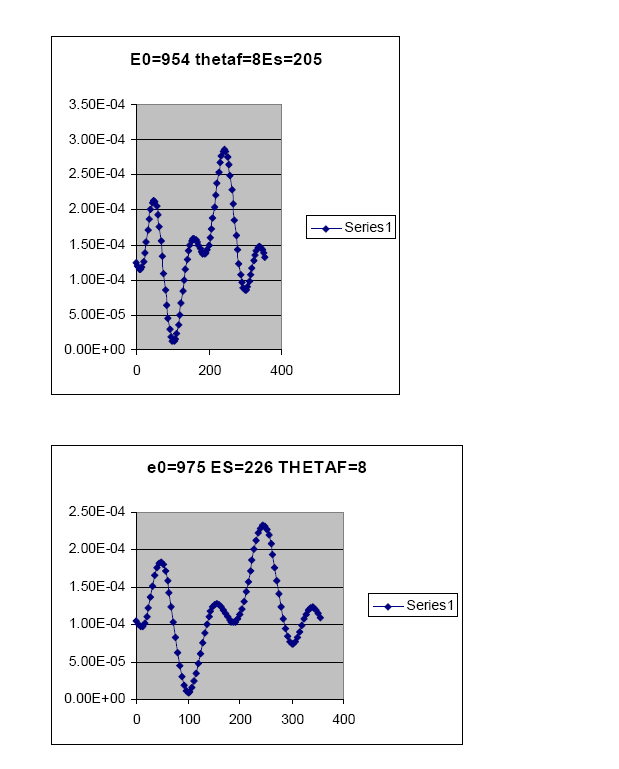 E0=954 thetaf=8Es=205
3.50E-04
3.00E-04
2.50E-04
2.00E-04
1.50E-04
1.00E-04
5.00E-05
0.00E+00
0 200 400
Series1
e0=975 ES=226 THETAF=8
2.50E-04
2.00E-04
1.50E-04
1.00E-04
5.00E-05
0.00E+00
0 100 200 300 400
Series1